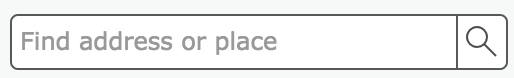 Find address or place